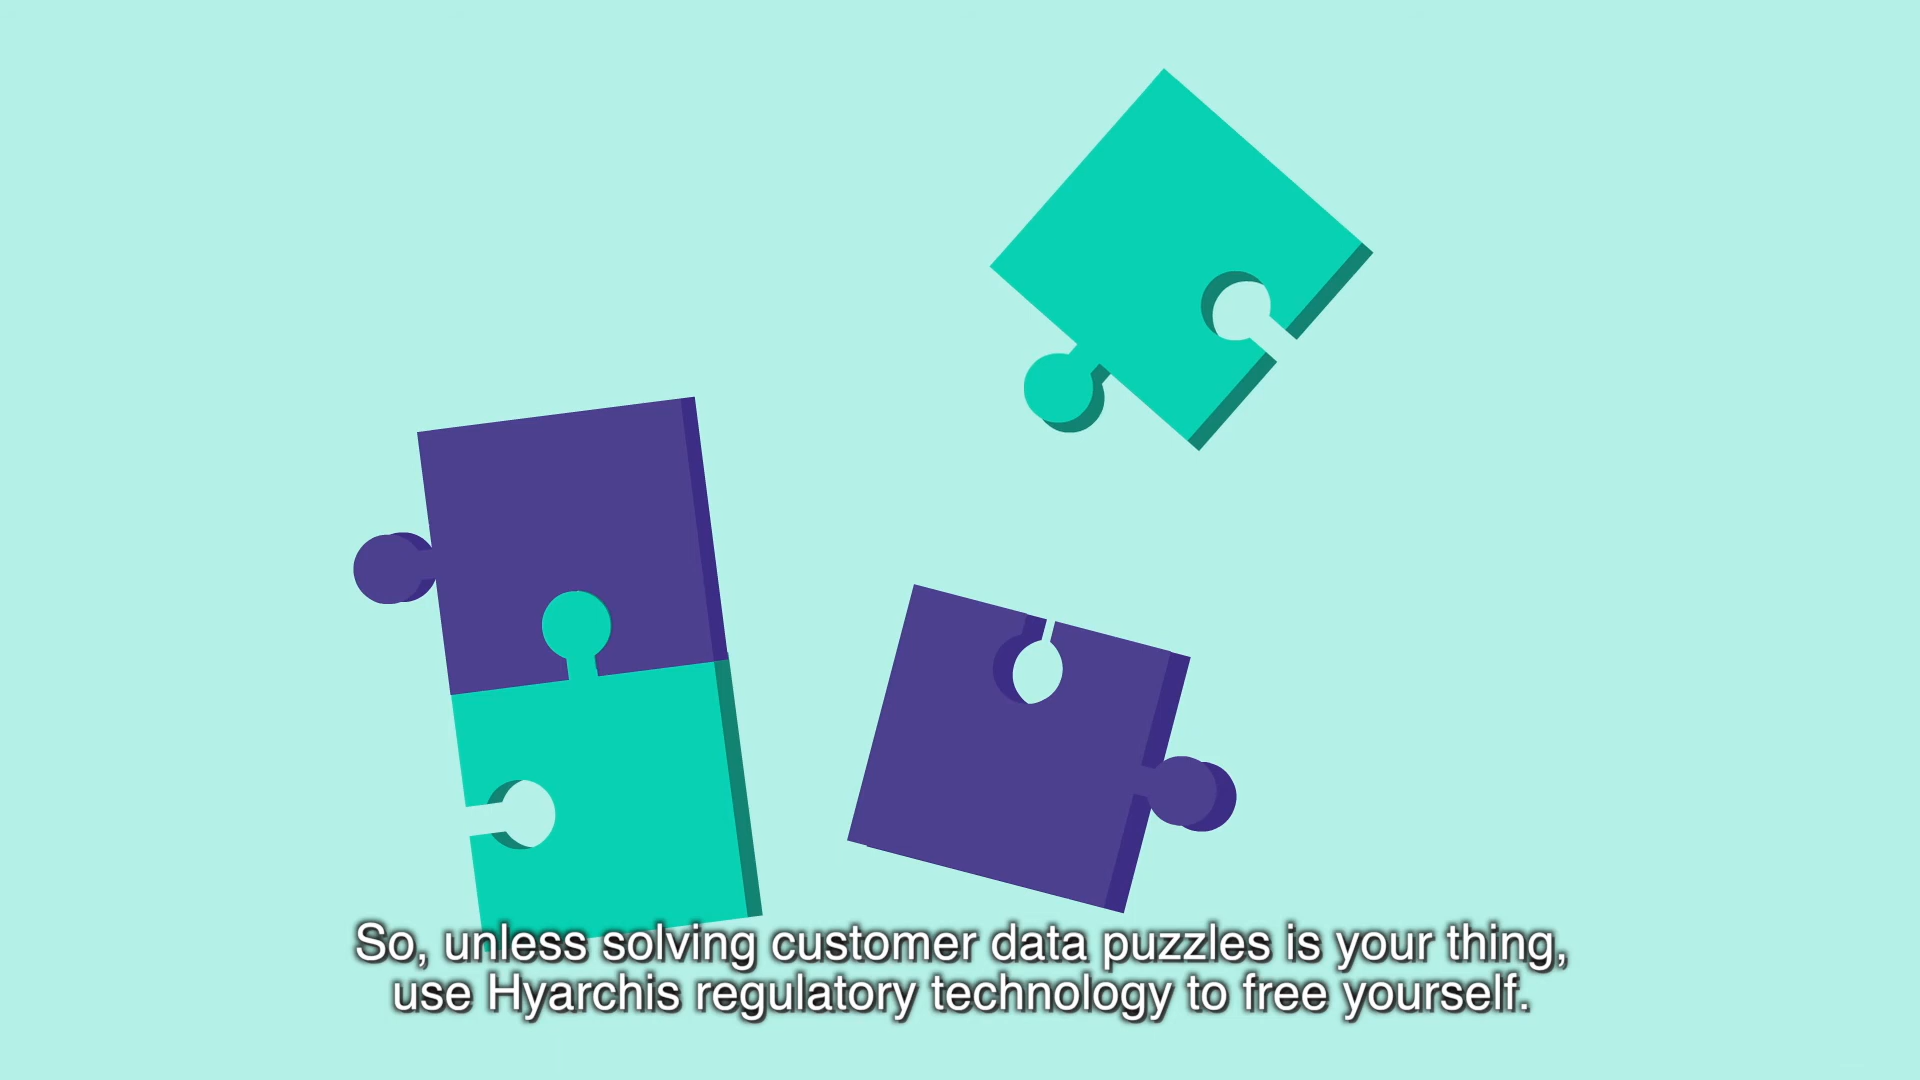 So, unless solving customer data puzzles is your thing,
use Hyarchis regulatory technology to free yourself.